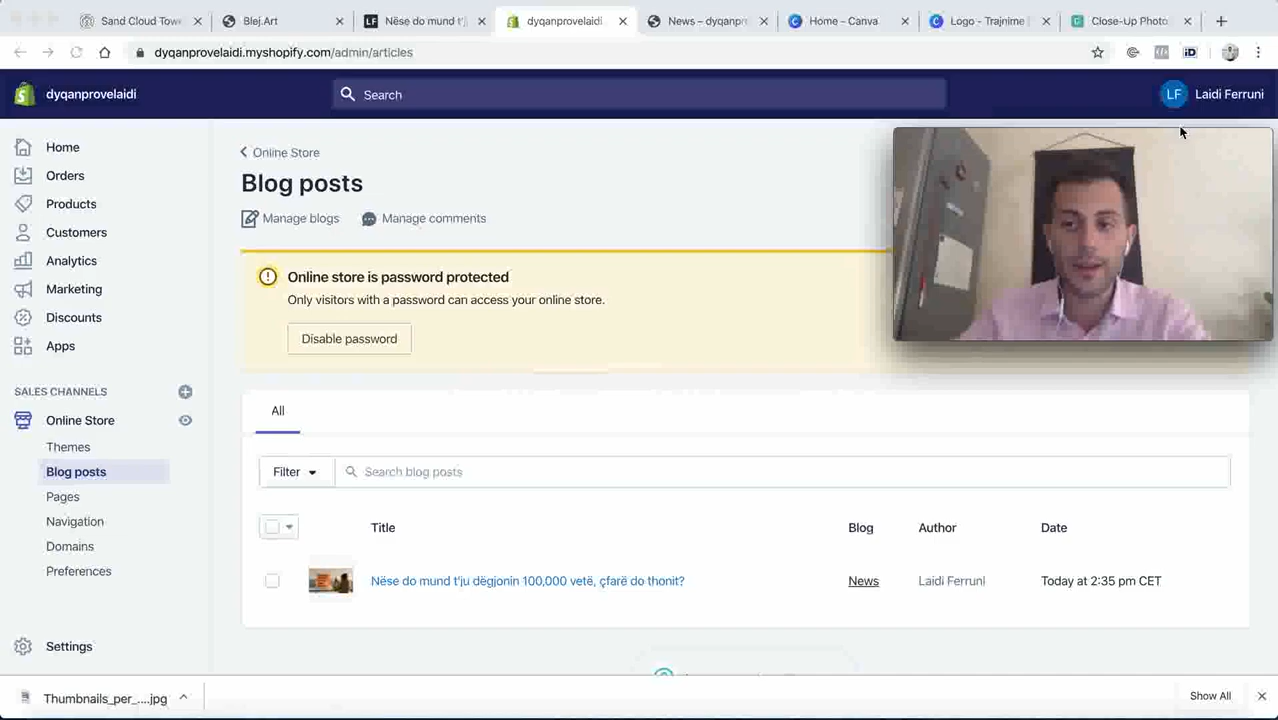 Sand Cloud Tow
Blej.Art
Nëse do mund t'j
dyqanprovelaidi
News – dyqanpr
Home – Canva
Logo - Trajnime
Close-Up Photo
dyqanprovelaidi.myshopify.com/admin/articles
iD
dyqanprovelaidi
Search
LF Laidi Ferruni
Home
Orders
Products
Customers
Analytics
Marketing
Discounts
Apps
SALES CHANNELS
Online Store
Themes
Blog posts
Pages
Navigation
Domains
Preferences
Settings
Online Store
Blog posts
Manage blogs Manage comments
Online store is password protected
Only visitors with a password can access your online store.
Disable password
All
Filter Search blog posts
Title Blog Author Date
Nëse do mund t'ju dëgjonin 100,000 vetë, çfarë do thonit? News Laidi Ferruni Today at 2:35 pm CET
Thumbnails_per_....jpg
Show All